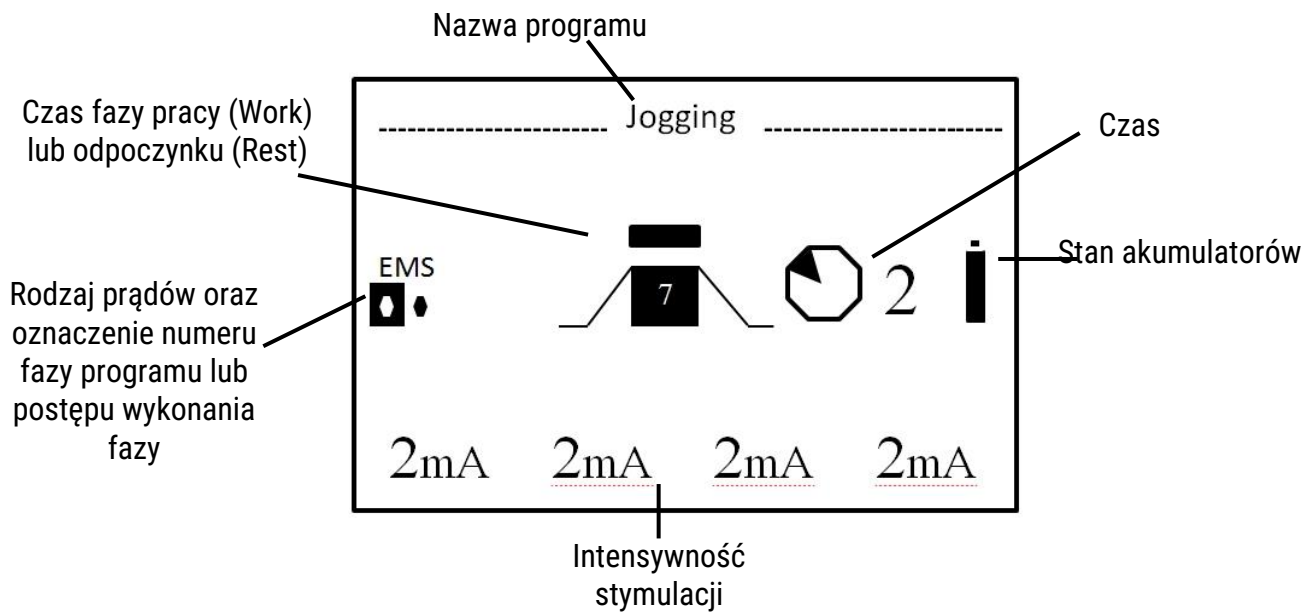 Nazwa programu
Jogging
Czas fazy pracy (Work)
lub odpoczynku (Rest)
Czas
Stan akumulatorów
EMS
7
2
Rodzaj prądów oraz
oznaczenie numeru
fazy programu lub
postępu wykonania
fazy
2mA 2mA 2mA 2mA
Intensywność
stymulacji